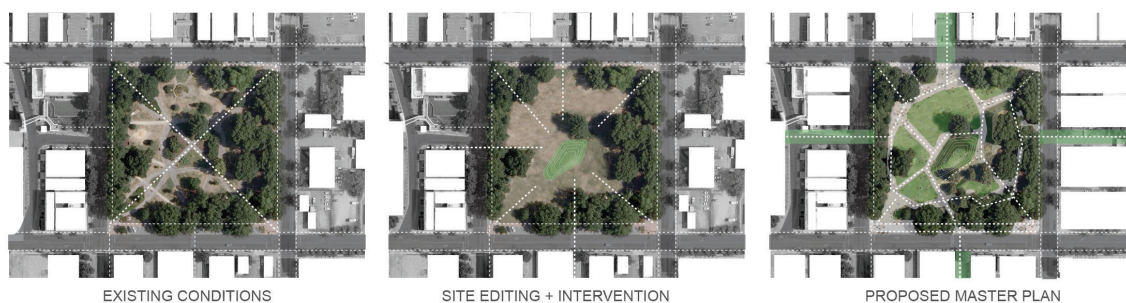 EXISTING CONDITIONS
SITE EDITING + INTERVENTION
PROPOSED MASTER PLAN